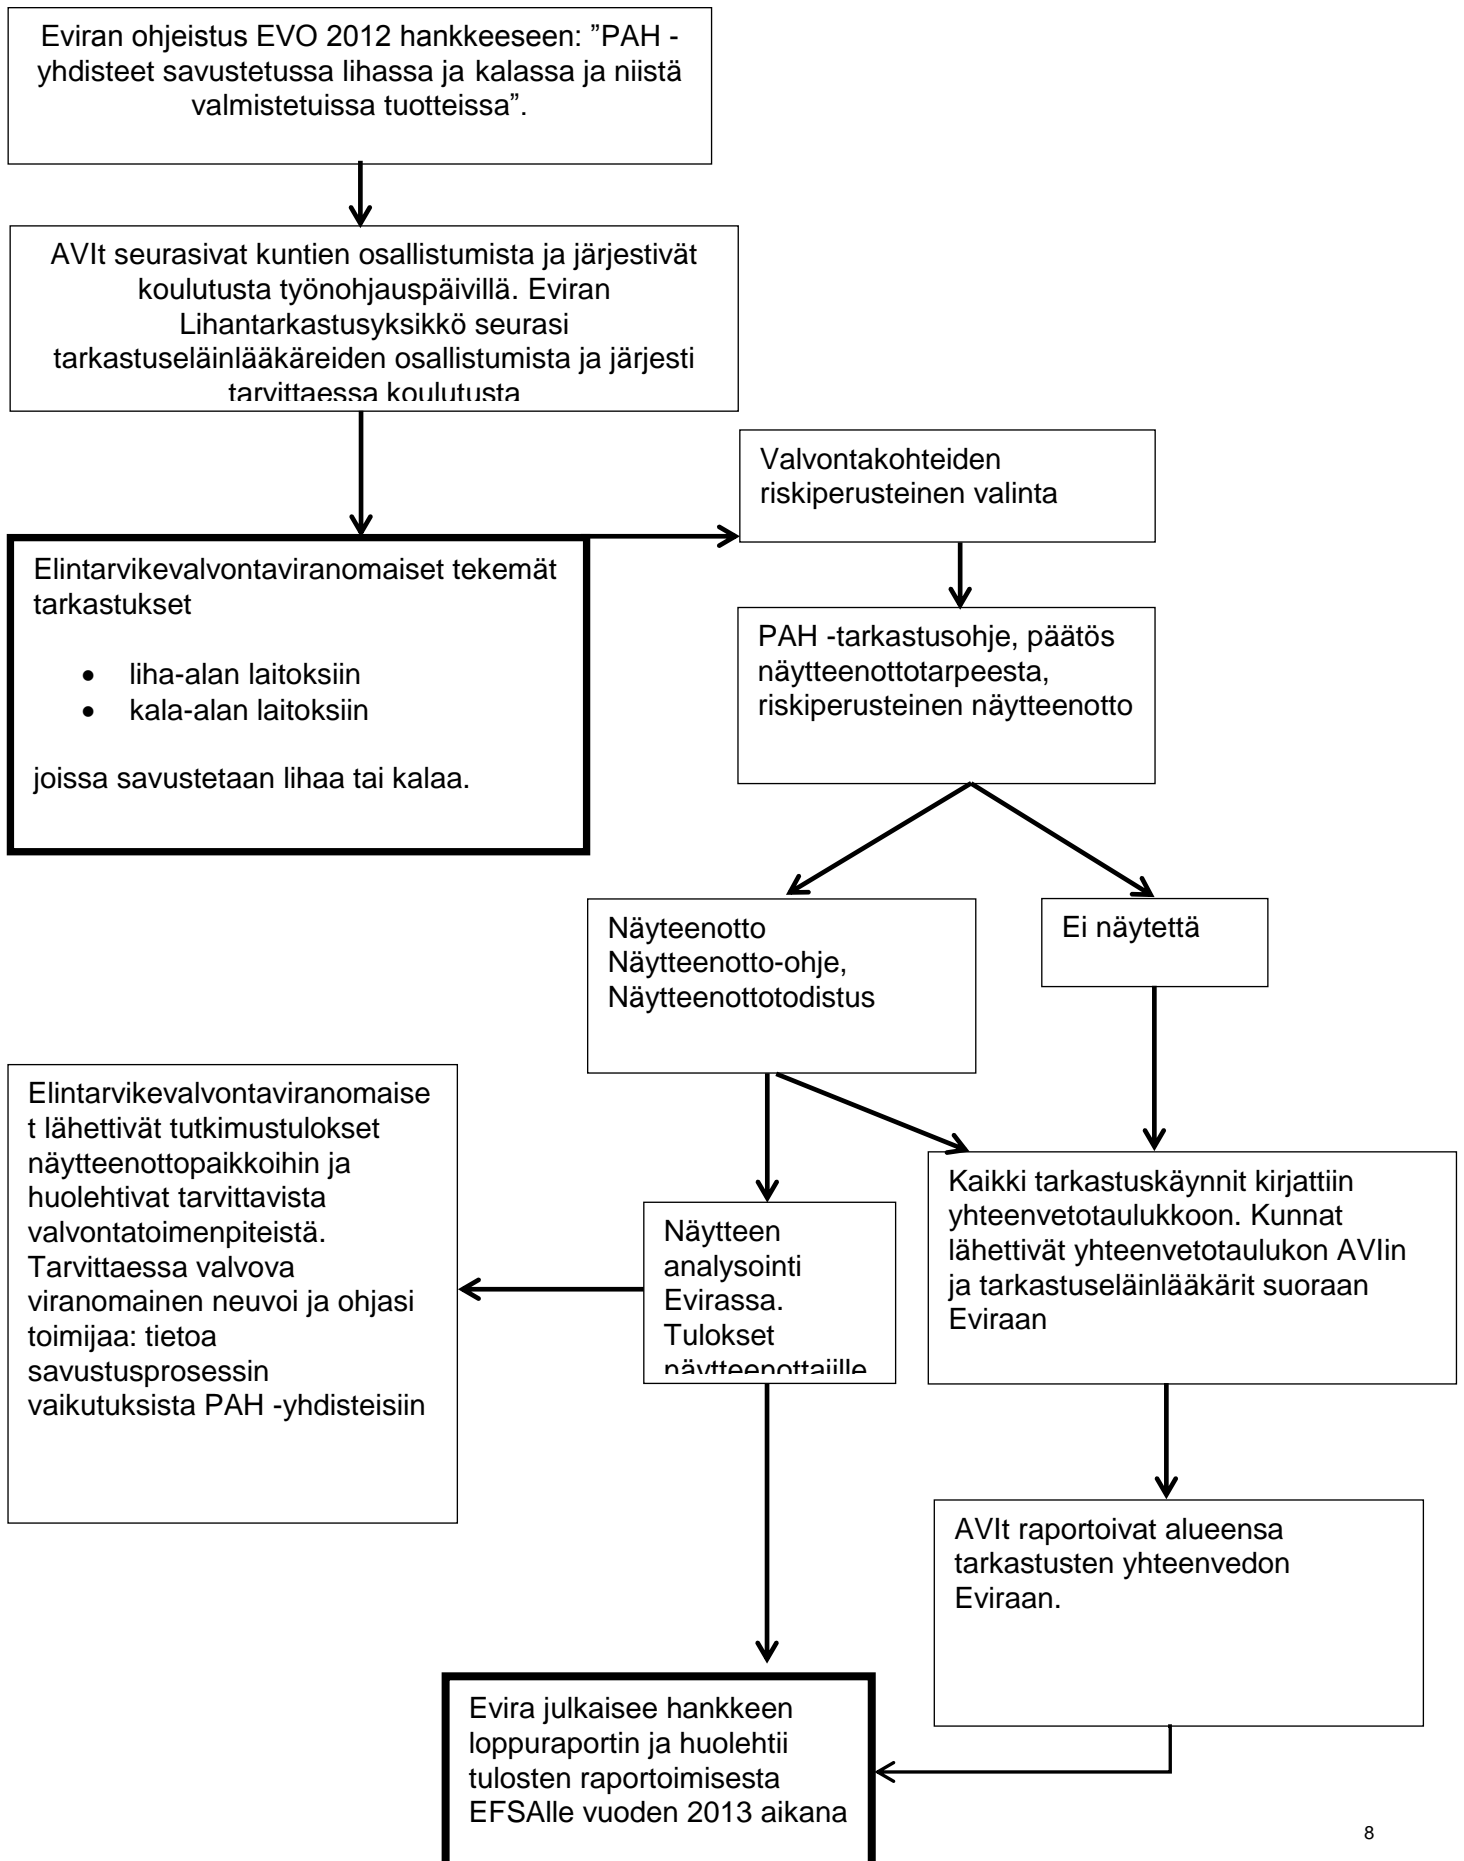 Eviran ohjeistus EVO 2012 hankkeeseen: ”PAH -
yhdisteet savustetussa lihassa ja kalassa ja niistä
valmistetuissa tuotteissa”.
AVIt seurasivat kuntien osallistumista ja järjestivät
koulutusta työnohjauspäivillä. Eviran
Lihantarkastusyksikkö seurasi
tarkastuseläinlääkäreiden osallistumista ja järjesti
tarvittaessa koulutusta
Valvontakohteiden
riskiperusteinen valinta
Elintarvikevalvontaviranomaiset tekemät
tarkastukset
• liha-alan laitoksiin
• kala-alan laitoksiin
joissa savustetaan lihaa tai kalaa.
PAH -tarkastusohje, päätös
näytteenottotarpeesta,
riskiperusteinen näytteenotto
Näyteenotto
Näytteenotto-ohje,
Näytteenottotodistus
Ei näytettä
Elintarvikevalvontaviranomaise
t lähettivät tutkimustulokset
näytteenottopaikkoihin ja
huolehtivat tarvittavista
valvontatoimenpiteistä.
Tarvittaessa valvova
viranomainen neuvoi ja ohjasi
toimijaa: tietoa
savustusprosessin
vaikutuksista PAH -yhdisteisiin
Näytteen
analysointi
Evirassa.
Tulokset
näytteenottajille
Kaikki tarkastuskäynnit kirjattiin
yhteenvetotaulukkoon. Kunnat
lähettivät yhteenvetotaulukon AVIin
ja tarkastuseläinlääkärit suoraan
Eviraan
AVIt raportoivat alueensa
tarkastusten yhteenvedon
Eviraan.
Evira julkaisee hankkeen
loppuraportin ja huolehtii
tulosten raportoimisesta
EFSAlle vuoden 2013 aikana
8